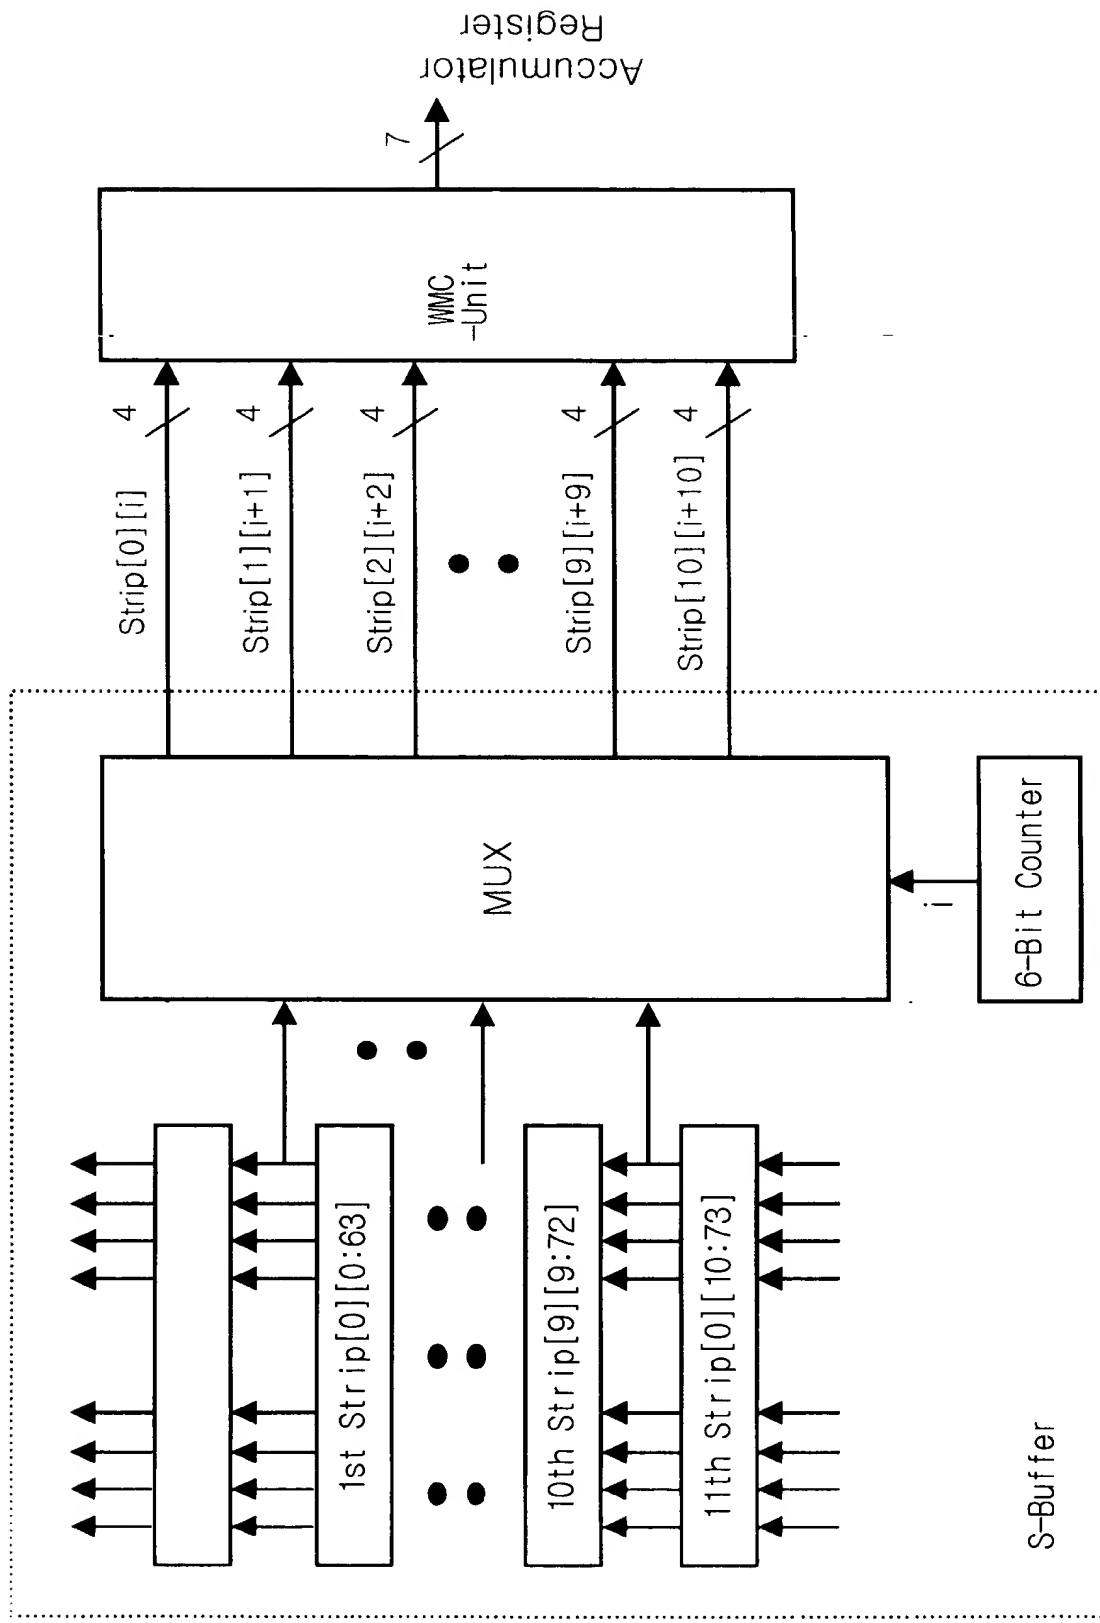 1st Strip[0][0:63]
10th Strip[9][9:72]
11th Strip[0][10:73]
S-Buffer
MUX
i
6-Bit Counter
Strip[0][i]
4
Strip[1][i+1]
4
Strip[2][i+2]
4
Strip[9][i+9]
4
Strip[10][i+10]
4
WMC
-Unit
7
Accumulator
Register